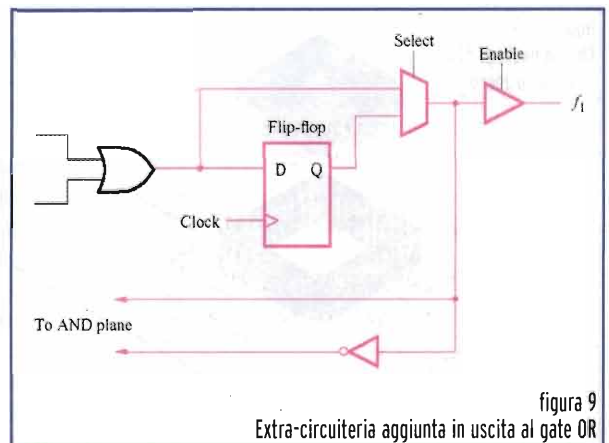 Select
Enable
f1
Flip-flop
D Q
Clock
To AND plane
figura 9
Extra-circuiteria aggiunta in uscita al gate OR